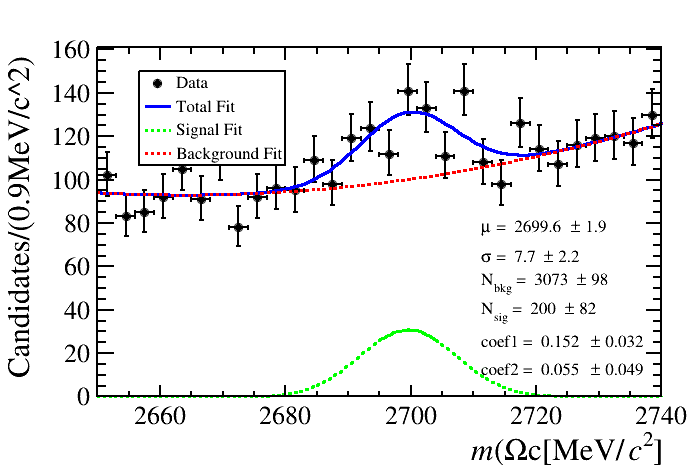 Candidates/(0.9MeV/c^2)
160
140
120
100
80
60
40
20
0
Data
Total Fit
Signal Fit
Background Fit
μ = 2699.6 ± 1.9
σ = 7.7 ± 2.2
N_bkg = 3073 ± 98
N_sig = 200 ± 82
coef1 = 0.152 ± 0.032
coef2 = 0.055 ± 0.049
2660 2680 2700 2720 2740
m(Ωc[MeV/c²]